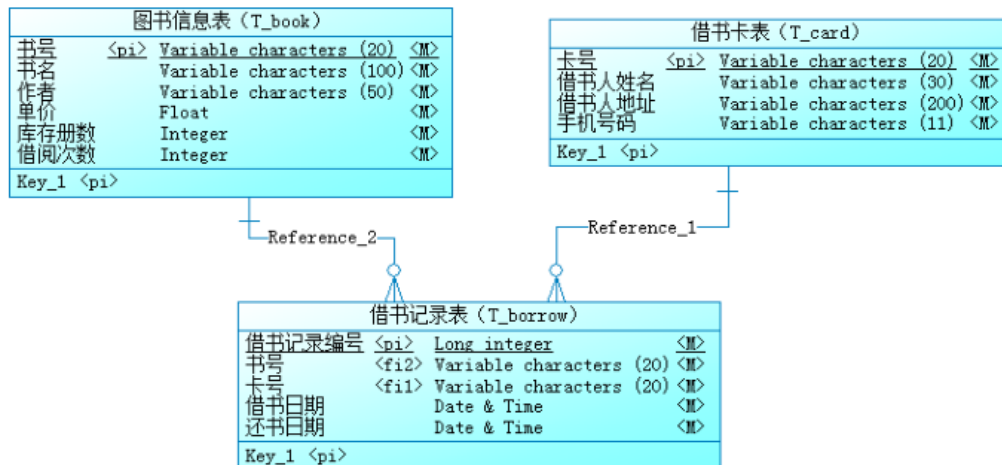 图书信息表（T_book）
书号 <pi> Variable characters (20) <M>
书名 Variable characters (100) <M>
作者 Variable characters (50) <M>
单价 Float <M>
库存册数 Integer <M>
借阅次数 Integer <M>
Key_1 <pi>
借书卡表（T_card）
卡号 <pi> Variable characters (20) <M>
借书人姓名 Variable characters (30) <M>
借书人地址 Variable characters (200) <M>
手机号码 Variable characters (11) <M>
Key_1 <pi>
Reference_2
Reference_1
借书记录表（T_borrow）
借书记录编号 <pi> Long integer <M>
书号 <fi2> Variable characters (20) <M>
卡号 <fi1> Variable characters (20) <M>
借书日期 Date & Time <M>
还书日期 Date & Time <M>
Key_1 <pi>